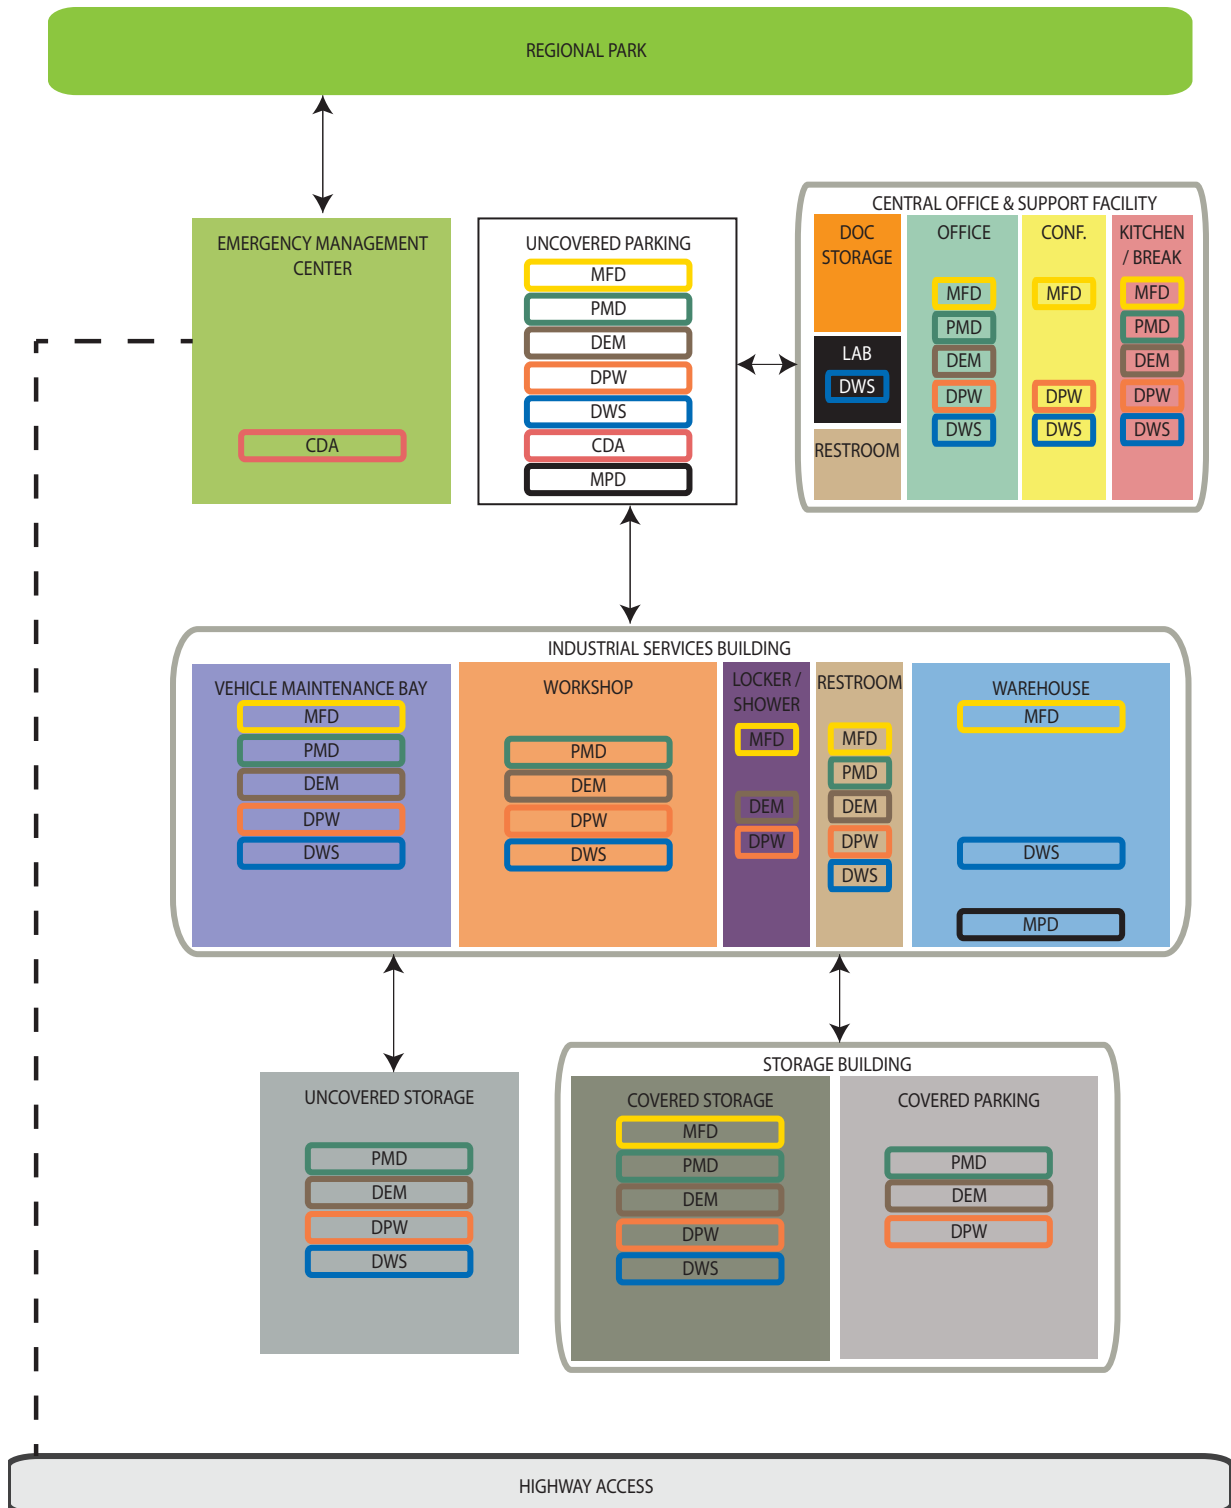 REGIONAL PARK
EMERGENCY MANAGEMENT
CENTER
CDA
UNCOVERED PARKING
MFD
PMD
DEM
DPW
DWS
CDA
MPD
CENTRAL OFFICE & SUPPORT FACILITY
DOC
STORAGE
LAB
DWS
RESTROOM
OFFICE
MFD
PMD
DEM
DPW
DWS
CONF.
MFD
DPW
DWS
KITCHEN
/ BREAK
MFD
PMD
DEM
DPW
DWS
INDUSTRIAL SERVICES BUILDING
VEHICLE MAINTENANCE BAY
MFD
PMD
DEM
DPW
DWS
WORKSHOP
PMD
DEM
DPW
DWS
LOCKER /
SHOWER
MFD
DEM
DPW
RESTROOM
MFD
PMD
DEM
DPW
DWS
WAREHOUSE
MFD
DWS
MPD
UNCOVERED STORAGE
PMD
DEM
DPW
DWS
STORAGE BUILDING
COVERED STORAGE
MFD
PMD
DEM
DPW
DWS
COVERED PARKING
PMD
DEM
DPW
HIGHWAY ACCESS